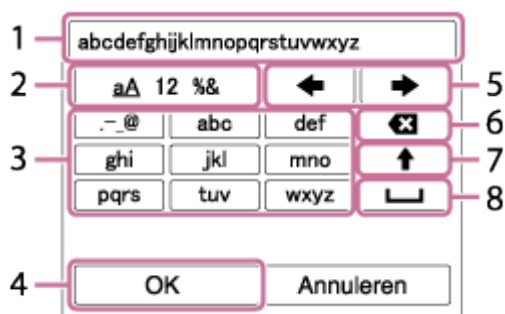 1 abcdefghijklmnopqrstuvwxyz
2 aA 12 %& 5
.-_@ abc def 6
3 ghi jkl mno 7
pqrs tuv wxyz 8
4 OK Annuleren